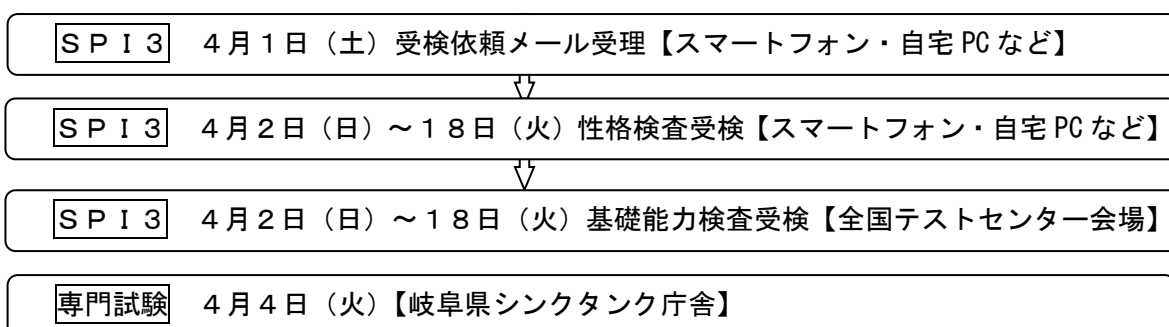 ＳＰＩ３　４月１日（土）受検依頼メール受理【スマートフォン・自宅 PC など】
ＳＰＩ３　４月２日（日）～１８日（火）性格検査受検【スマートフォン・自宅 PC など】
ＳＰＩ３　４月２日（日）～１８日（火）基礎能力検査受検【全国テストセンター会場】
専門試験　４月４日（火）【岐阜県シンクタンク庁舎】